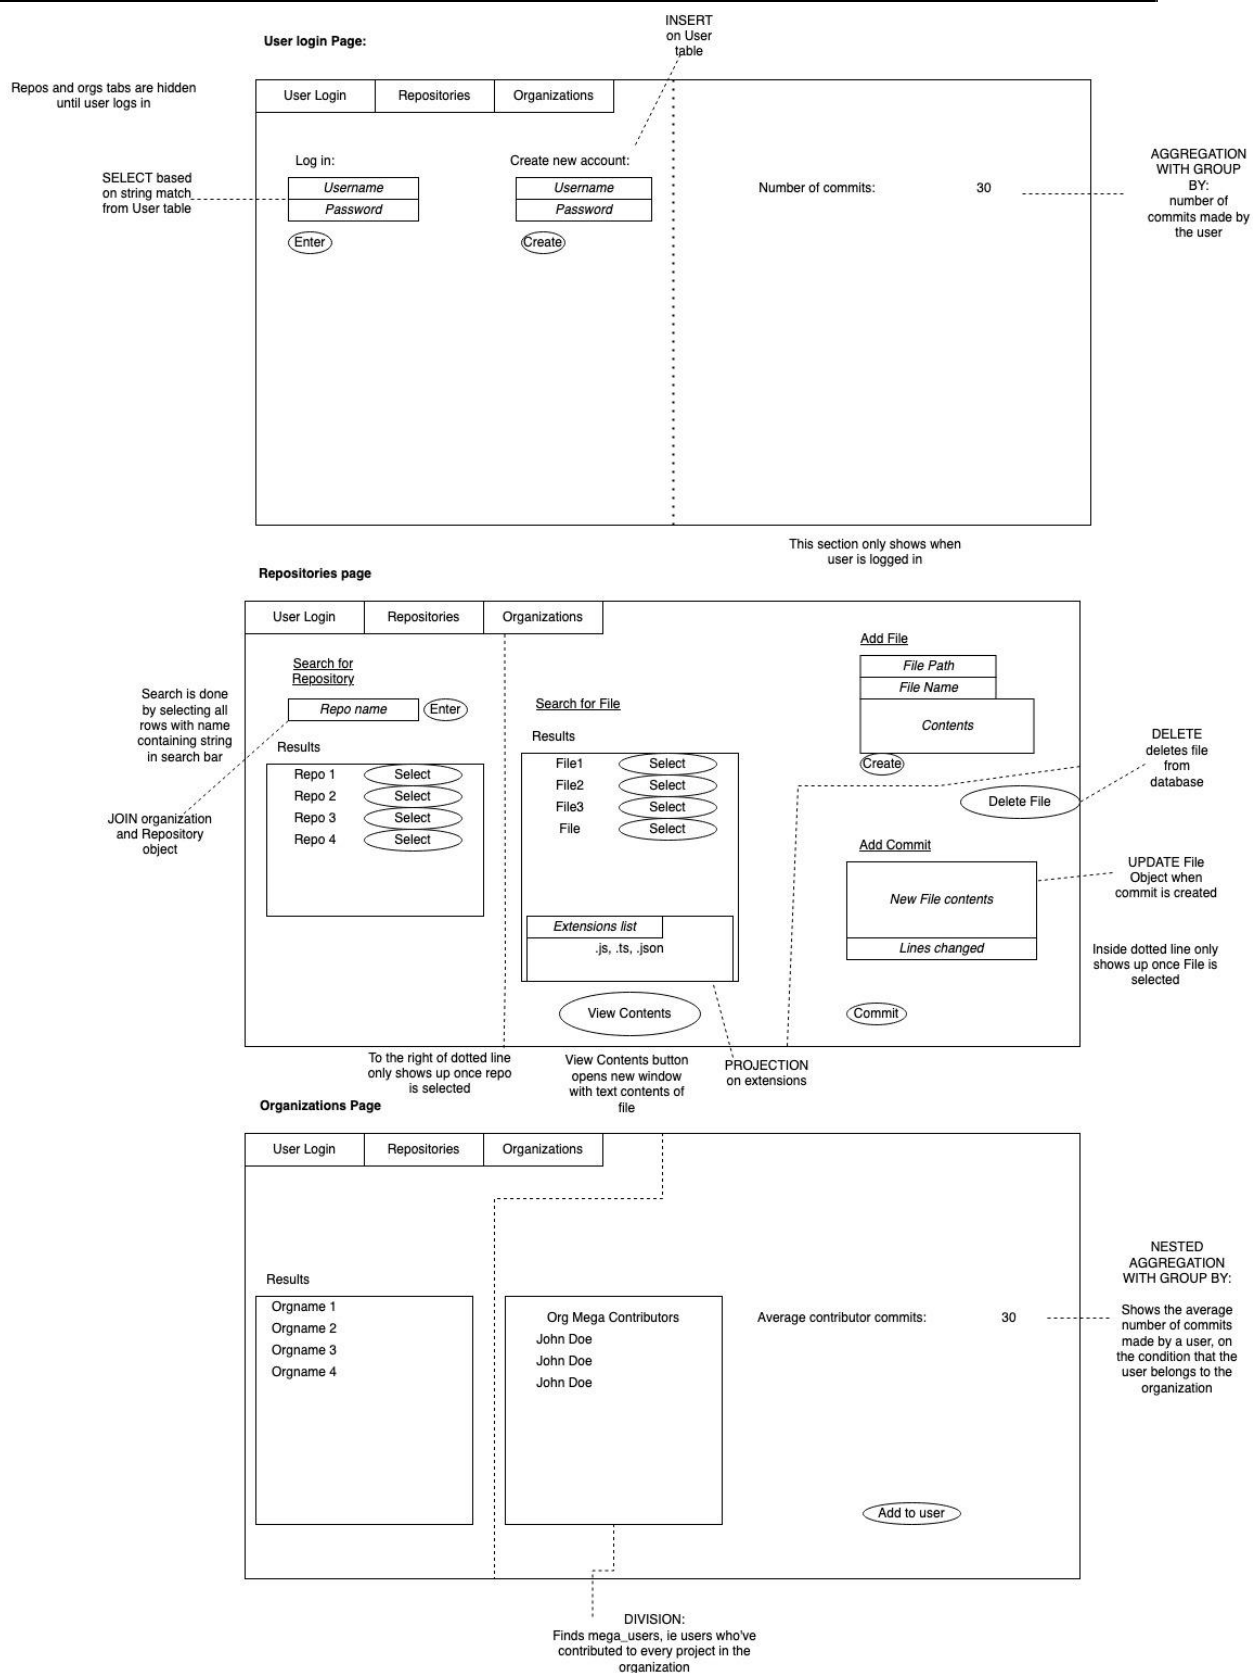 User login Page:
INSERT
on User
table
Repos and orgs tabs are hidden
until user logs in
User Login
Repositories
Organizations
Log in:
Username
Password
Enter
Create new account:
Username
Password
Create
SELECT based
on string match
from User table
Number of commits:
30
AGGREGATION
WITH GROUP
BY:
number of
commits made by
the user
This section only shows when
user is logged in
Repositories page
User Login
Repositories
Organizations
Search for
Repository
Repo name
Enter
Results
Repo 1
Select
Repo 2
Select
Repo 3
Select
Repo 4
Select
Search is done
by selecting all
rows with name
containing string
in search bar
JOIN organization
and Repository
object
Search for File
Results
File1
Select
File2
Select
File3
Select
File
Select
Extensions list
.js, .ts, .json
View Contents
Add File
File Path
File Name
Contents
Create
Delete File
DELETE
deletes file
from
database
Add Commit
New File contents
Lines changed
Commit
UPDATE File
Object when
commit is created
Inside dotted line only
shows up once File is
selected
To the right of dotted line
only shows up once repo
is selected
View Contents button
opens new window
with text contents of
file
PROJECTION
on extensions
Organizations Page
User Login
Repositories
Organizations
Results
Orgname 1
Orgname 2
Orgname 3
Orgname 4
Org Mega Contributors
John Doe
John Doe
John Doe
Average contributor commits:
30
NESTED
AGGREGATION
WITH GROUP BY:
Shows the average
number of commits
made by a user, on
the condition that the
user belongs to the
organization
Add to user
DIVISION:
Finds mega_users, ie users who've
contributed to every project in the
organization